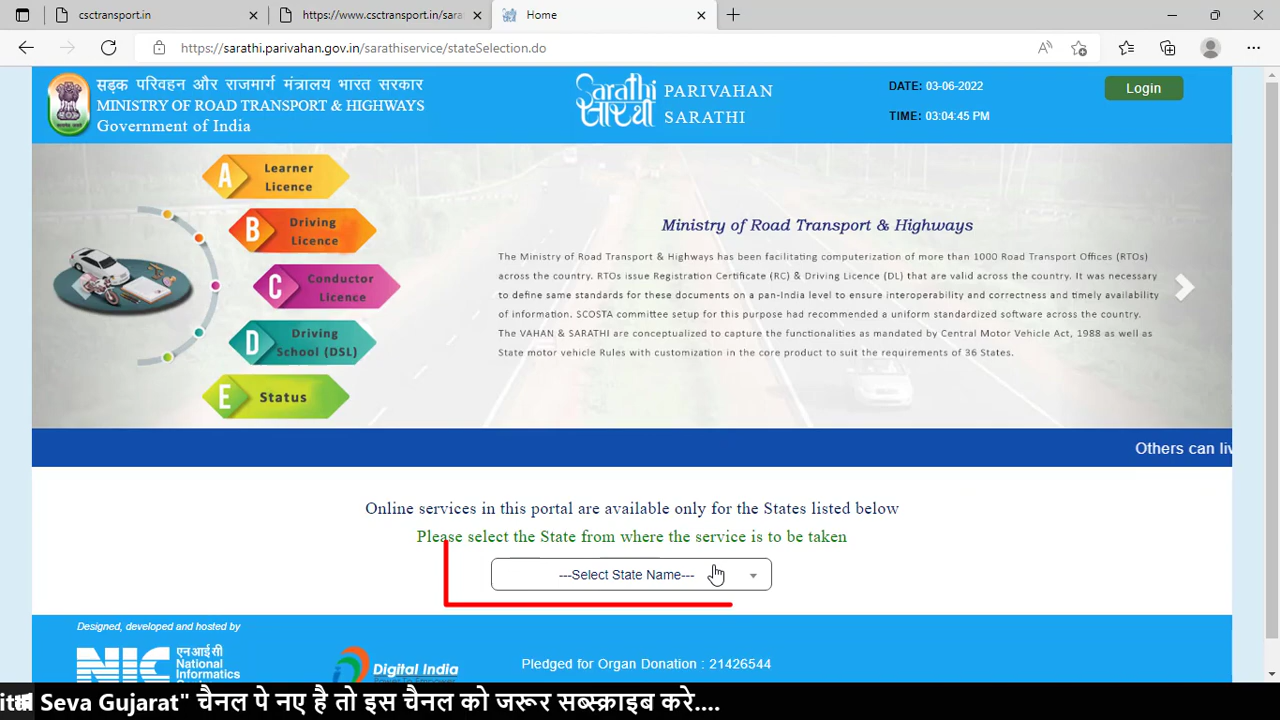 csctransport.in
https://www.csctransport.in/sara
Home
https://sarathi.parivahan.gov.in/sarathiservice/stateSelection.do
सड़क परिवहन और राजमार्ग मंत्रालय भारत सरकार
MINISTRY OF ROAD TRANSPORT & HIGHWAYS
Government of India
Sarathi
सारथी
PARIVAHAN
SARATHI
DATE: 03-06-2022
TIME: 03:04:45 PM
Login
A Learner
Licence
B Driving
Licence
C Conductor
Licence
D Driving
School (DSL)
E Status
Ministry of Road Transport & Highways
The Ministry of Road Transport & Highways has been facilitating computerization of more than 1000 Road Transport Offices (RTOs)
across the country. RTOs issue Registration Certificate (RC) & Driving Licence (DL) that are valid across the country. It was necessary
to define same standards for these documents on a pan-India level to ensure interoperability and correctness and timely availability
of information. SCOSTA committee setup for this purpose had recommended a uniform standardized software across the country.
The VAHAN & SARATHI are conceptualized to capture the functionalities as mandated by Central Motor Vehicle Act, 1988 as well as
State motor vehicle Rules with customization in the core product to suit the requirements of 36 States.
Others can liv
Online services in this portal are available only for the States listed below
Please select the State from where the service is to be taken
---Select State Name---
Designed, developed and hosted by
NIC एन आई सी
National
Informatics
Digital India
Pledged for Organ Donation : 21426544
Seva Gujarat" चैनल पे नए है तो इस चैनल को जरूर सब्स्क्राइब करे....